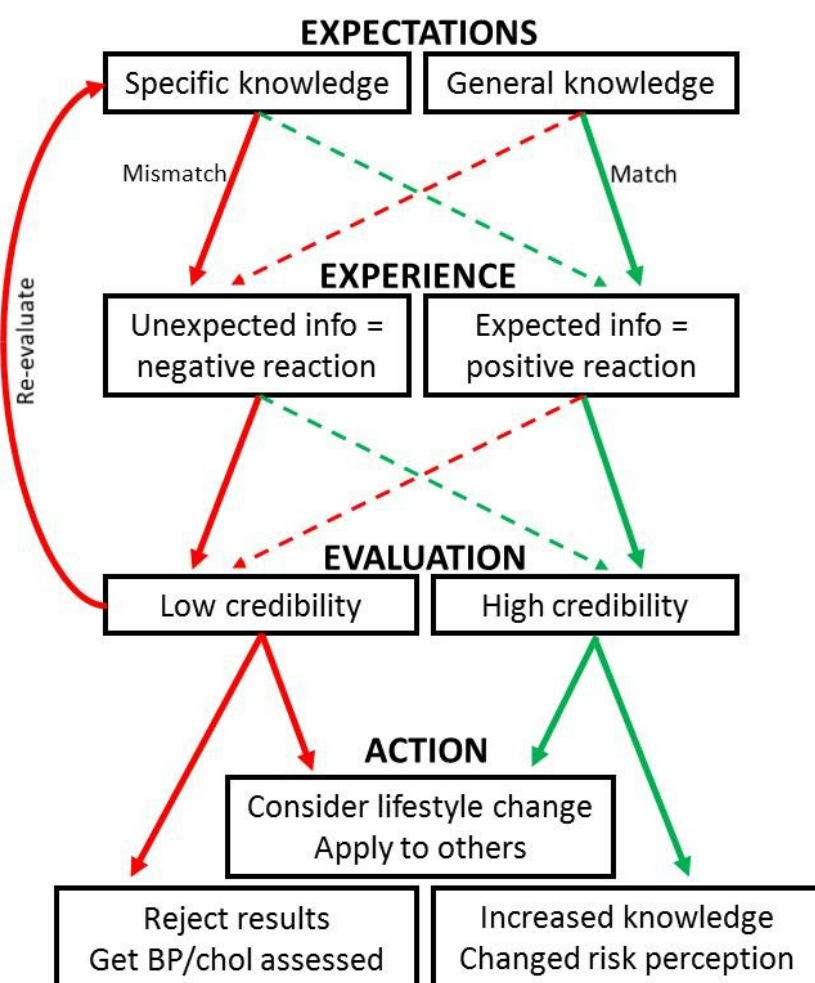 EXPECTATIONS
Specific knowledge
General knowledge
Mismatch
Match
Re-evaluate
EXPERIENCE
Unexpected info =
negative reaction
Expected info =
positive reaction
EVALUATION
Low credibility
High credibility
ACTION
Consider lifestyle change
Apply to others
Reject results
Get BP/chol assessed
Increased knowledge
Changed risk perception